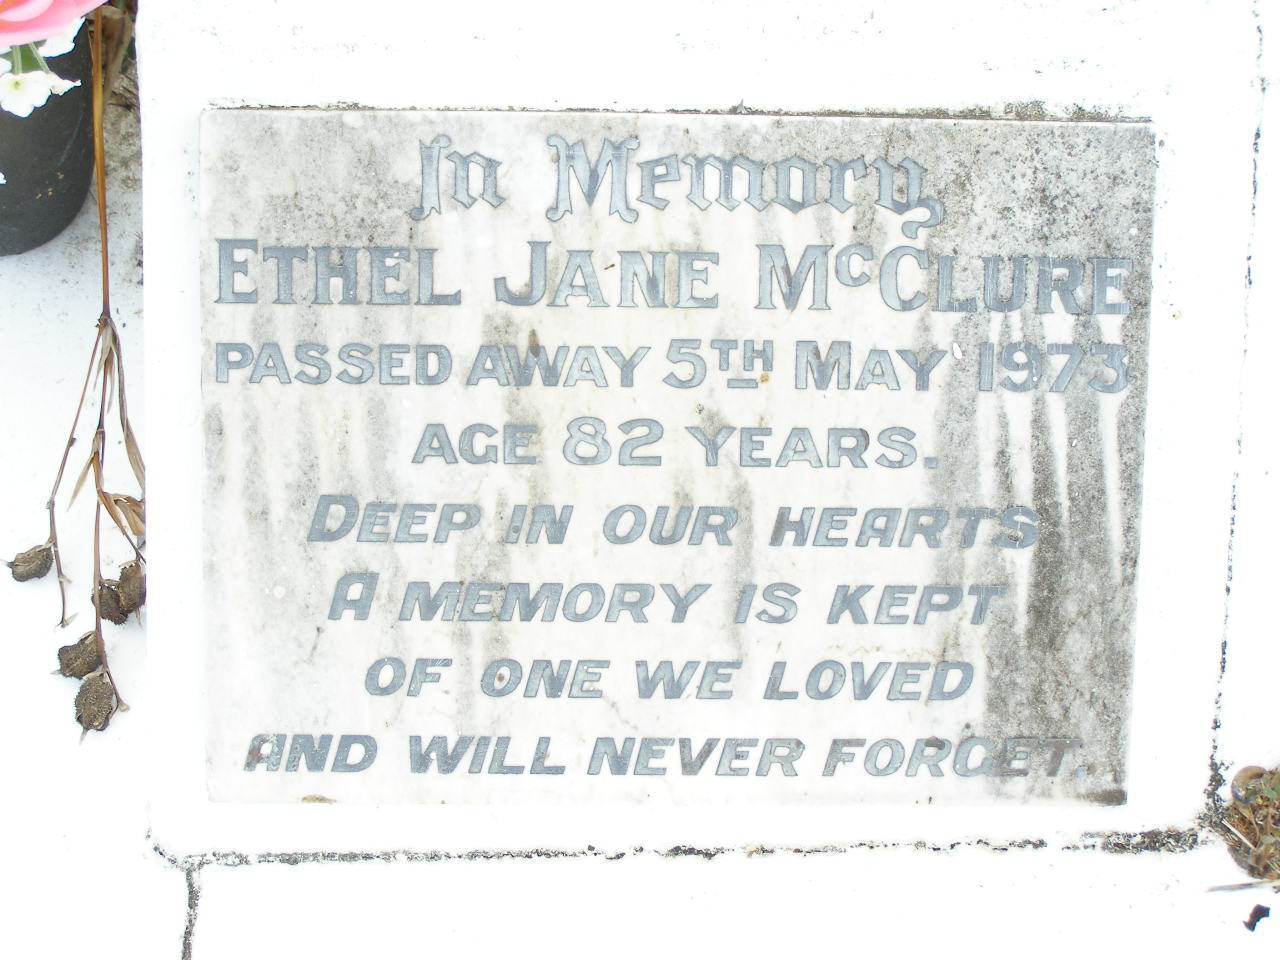 In Memory
ETHEL JANE McCLURE
PASSED AWAY 5TH MAY 1973
AGE 82 YEARS.
DEEP IN OUR HEARTS
A MEMORY IS KEPT
OF ONE WE LOVED
AND WILL NEVER FORGET.